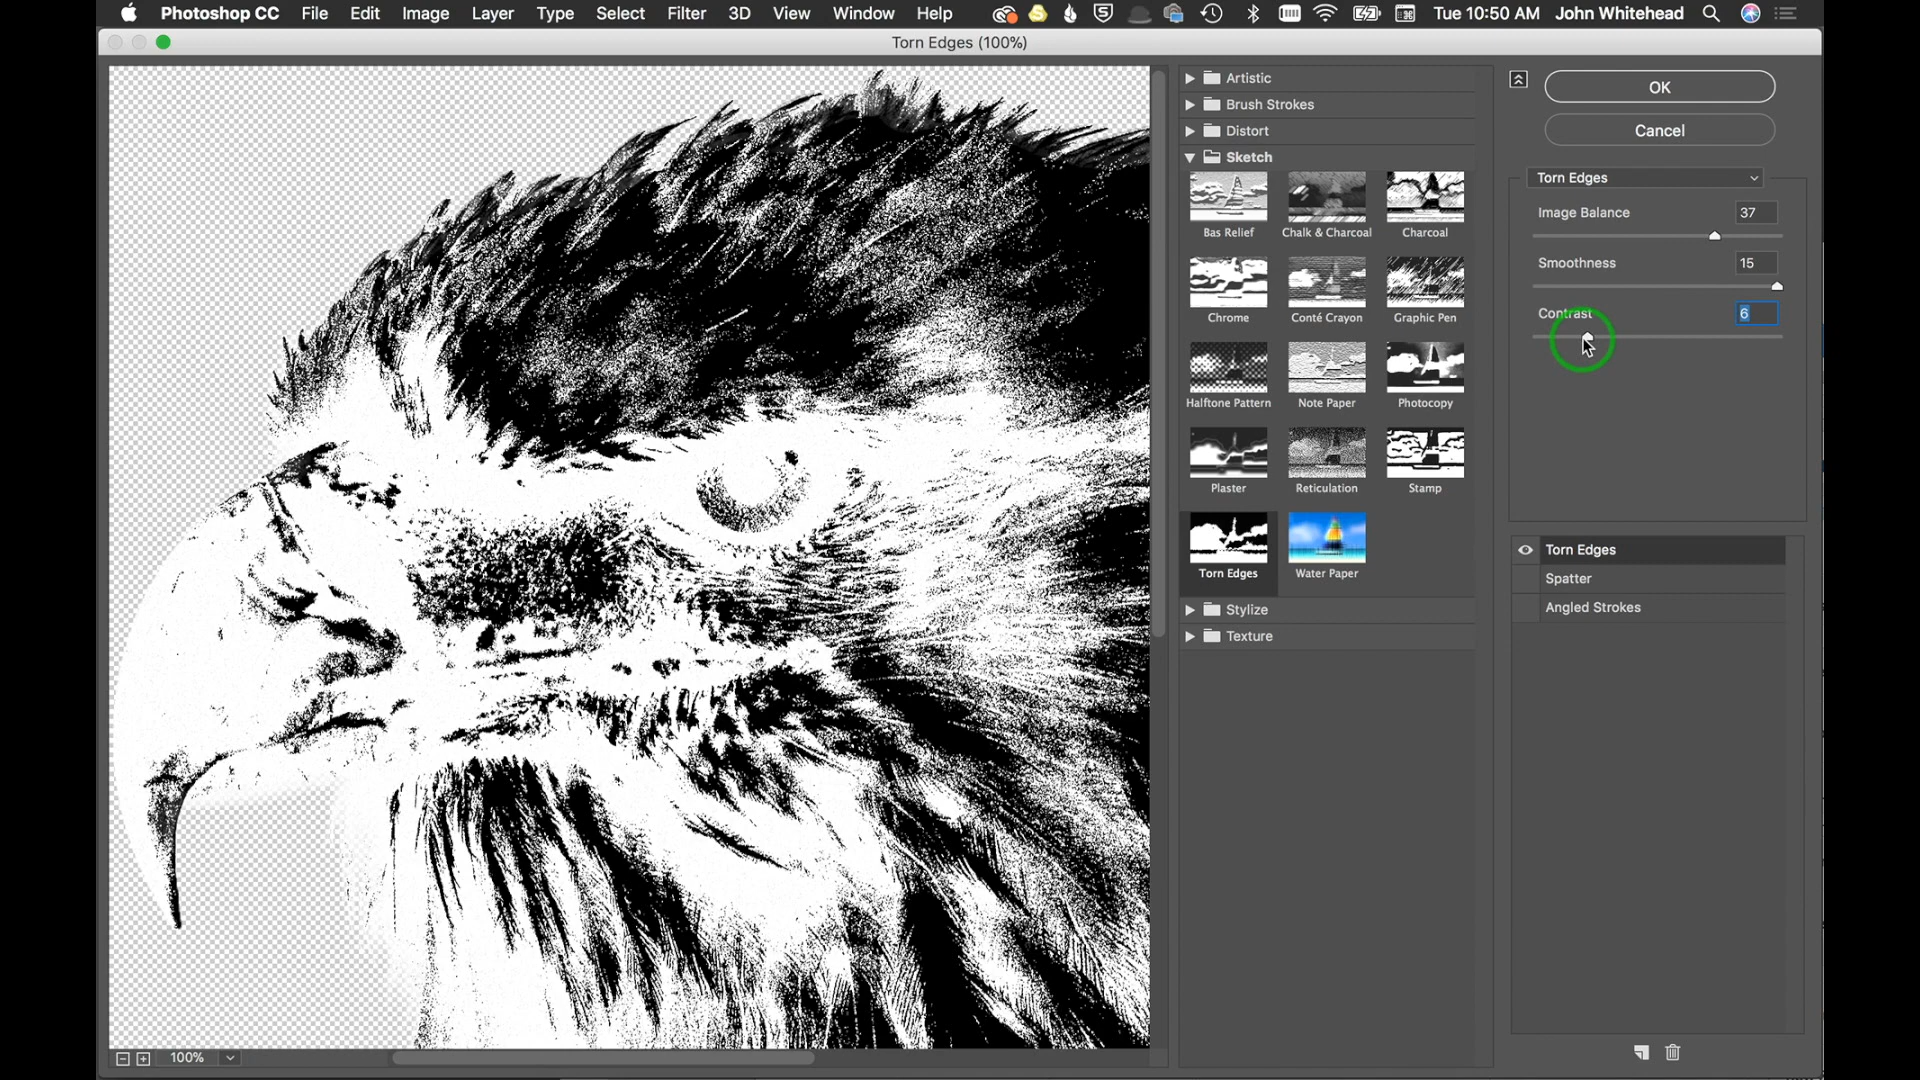 Photoshop CC File Edit Image Layer Type Select Filter 3D View Window Help Tue 10:50 AM John Whitehead
Torn Edges (100%)
Artistic
Brush Strokes
Distort
Sketch
Bas Relief Chalk & Charcoal Charcoal
Chrome Conté Crayon Graphic Pen
Halftone Pattern Note Paper Photocopy
Plaster Reticulation Stamp
Torn Edges Water Paper
Stylize
Texture
OK
Cancel
Torn Edges
Image Balance 37
Smoothness 15
Contrast 6
Torn Edges
Spatter
Angled Strokes
100%